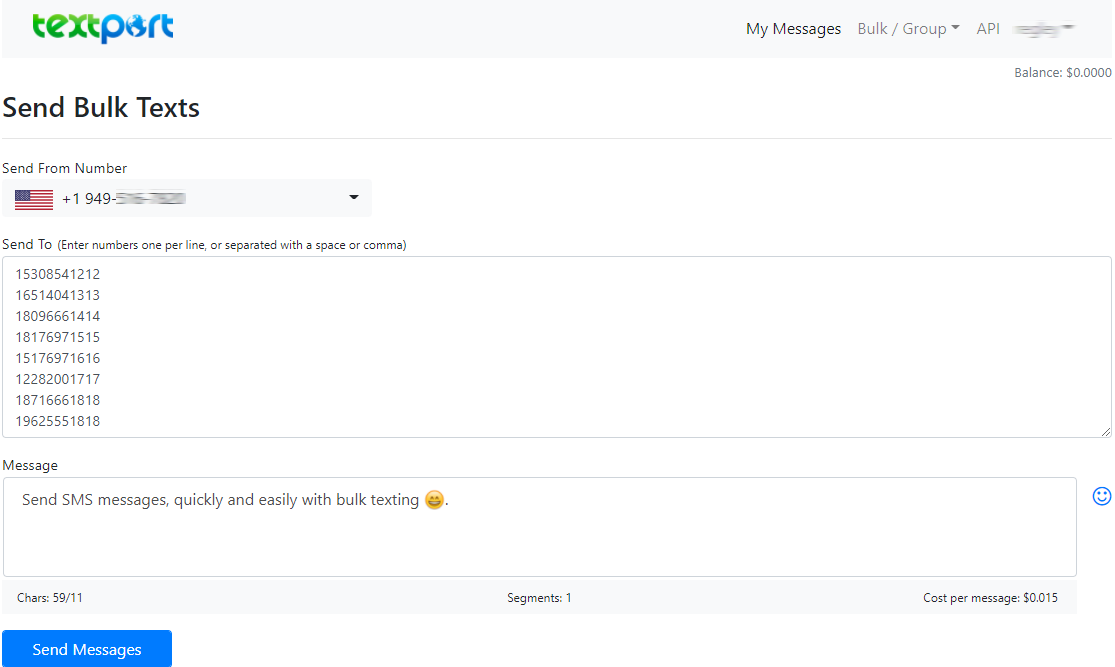 textport
My Messages Bulk / Group API
Balance: $0.0000
Send Bulk Texts
Send From Number
+1 949-
Send To (Enter numbers one per line, or separated with a space or comma)
15308541212
16514041313
18096661414
18176971515
15176971616
12282001717
18716661818
19625551818
Message
Send SMS messages, quickly and easily with bulk texting 😄.
Chars: 59/11 Segments: 1 Cost per message: $0.015
Send Messages